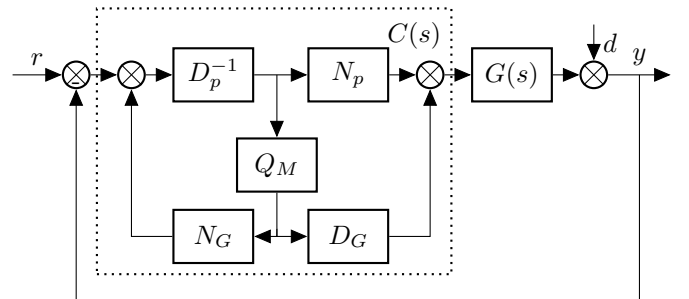 C(s)
r
-
D_p^{-1}
N_p
G(s)
d
y
Q_M
N_G
D_G